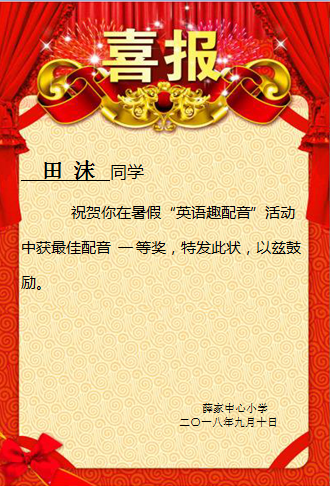 喜报
田 沫 同学
祝贺你在暑假“英语趣配音”活动
中获最佳配音 一 等奖，特发此状，以兹鼓
励。
薛家中心小学
二〇一八年九月十日